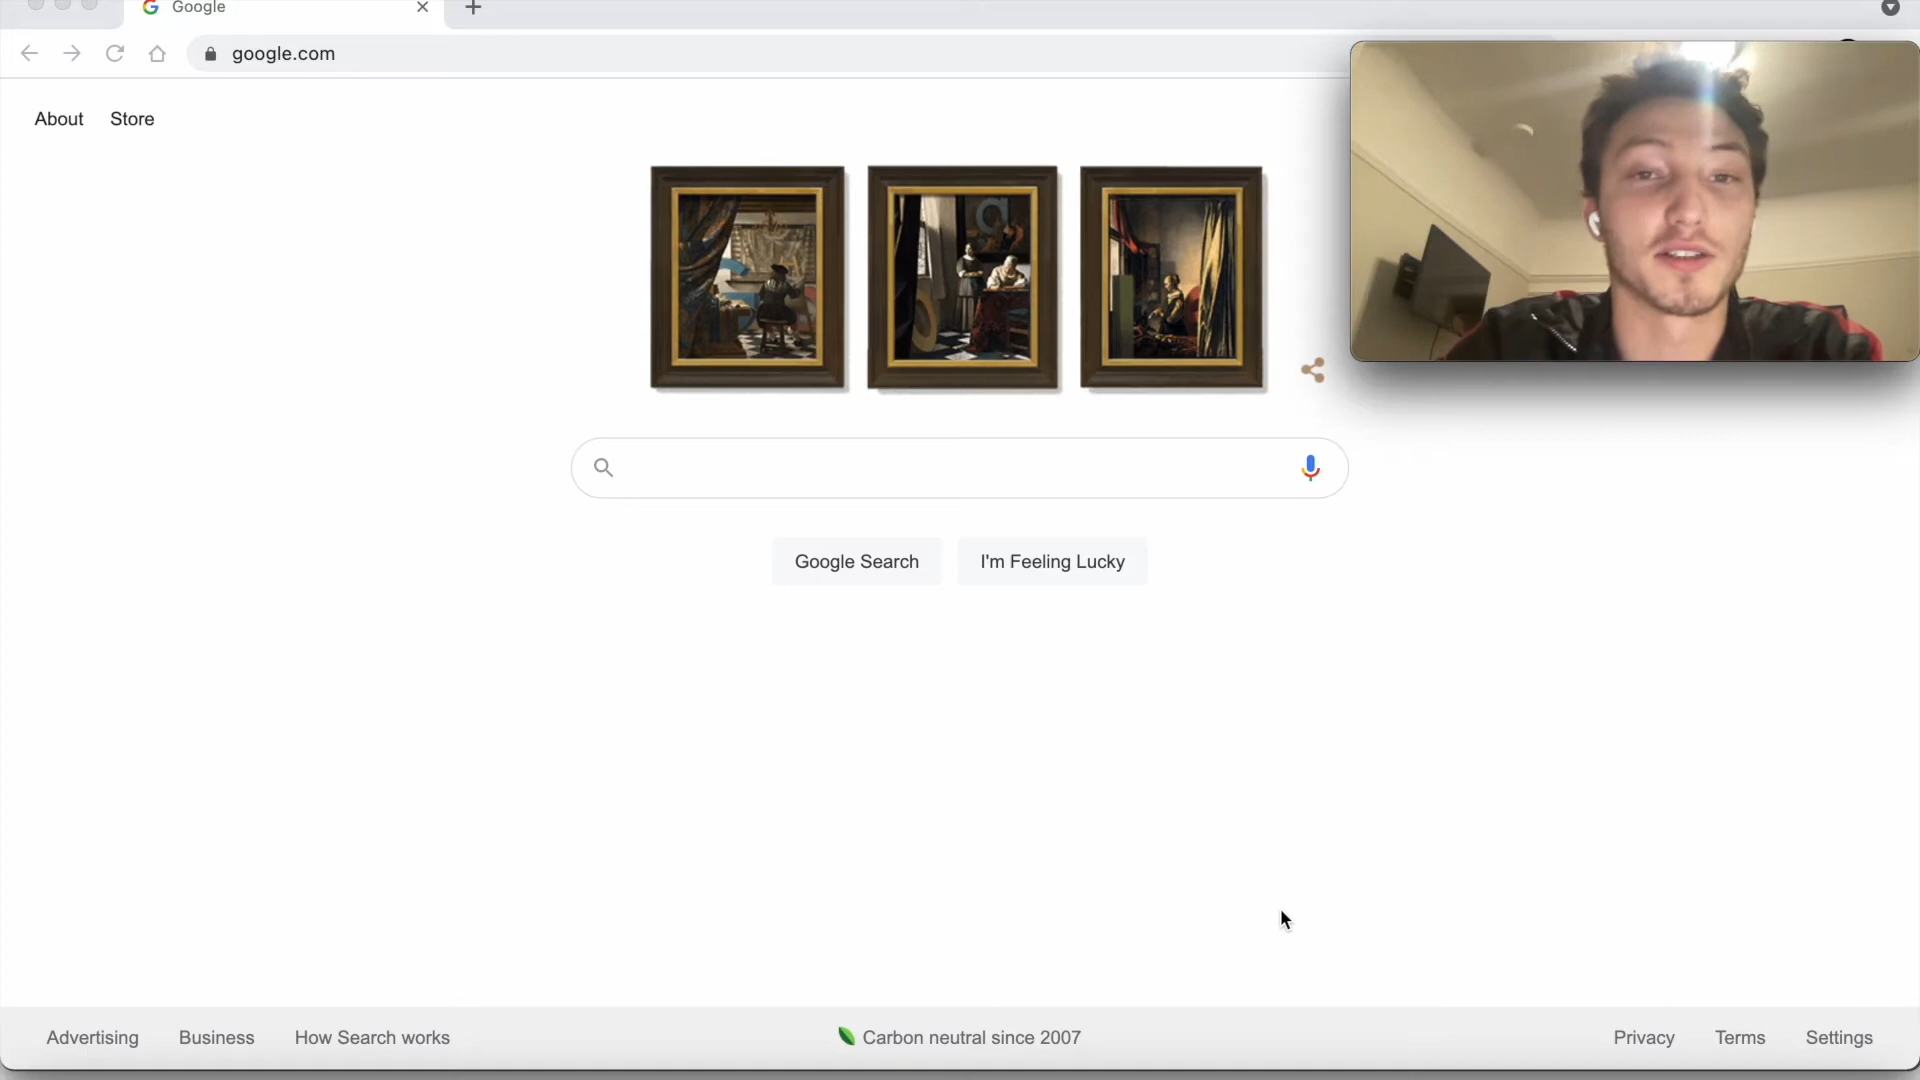 Google
google.com
About Store
Google Search I'm Feeling Lucky
Advertising Business How Search works Carbon neutral since 2007 Privacy Terms Settings